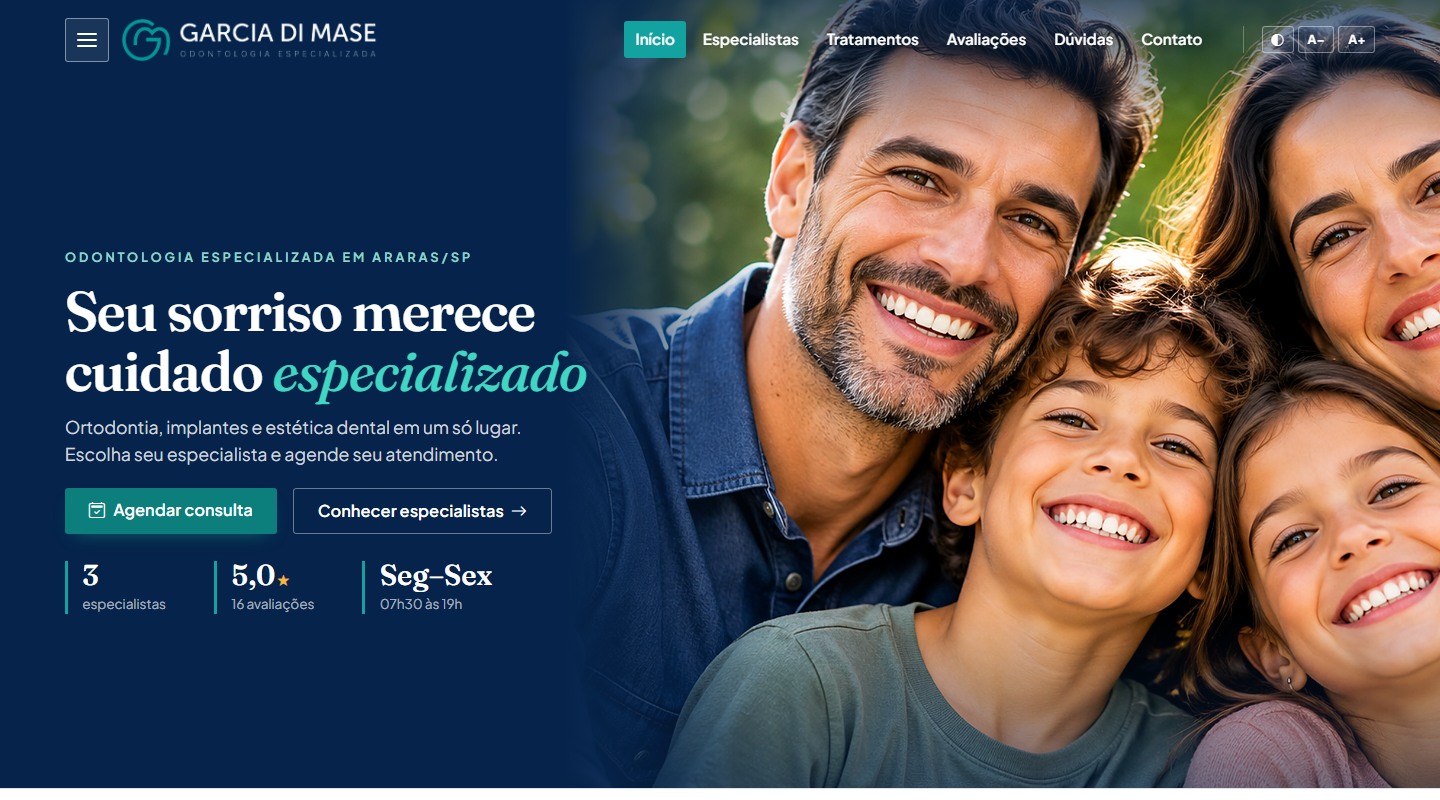 GARCIA DI MASE
ODONTOLOGIA ESPECIALIZADA
Início Especialistas Tratamentos Avaliações Dúvidas Contato A− A+
ODONTOLOGIA ESPECIALIZADA EM ARARAS/SP
Seu sorriso merece
cuidado especializado
Ortodontia, implantes e estética dental em um só lugar.
Escolha seu especialista e agende seu atendimento.
Agendar consulta Conhecer especialistas →
3 5,0★ Seg–Sex
especialistas 16 avaliações 07h30 às 19h